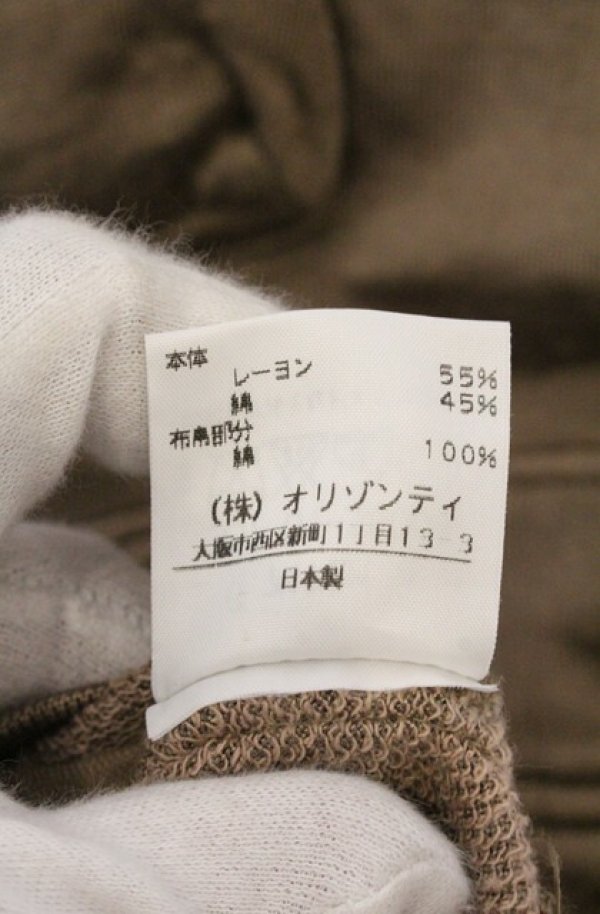 本体
レーヨン 55%
綿 45%
布帛部分
綿 100%
(株) オリゾンティ
大阪市西区新町1丁目13-3
日本製